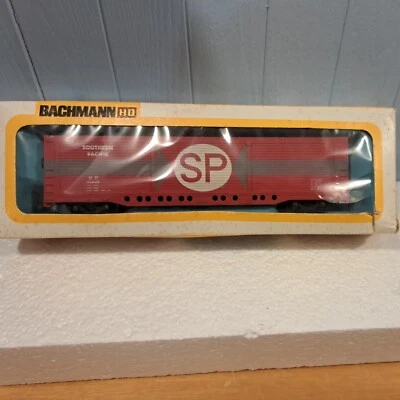 BACHMANN HO
SOUTHERN
PACIFIC
SP